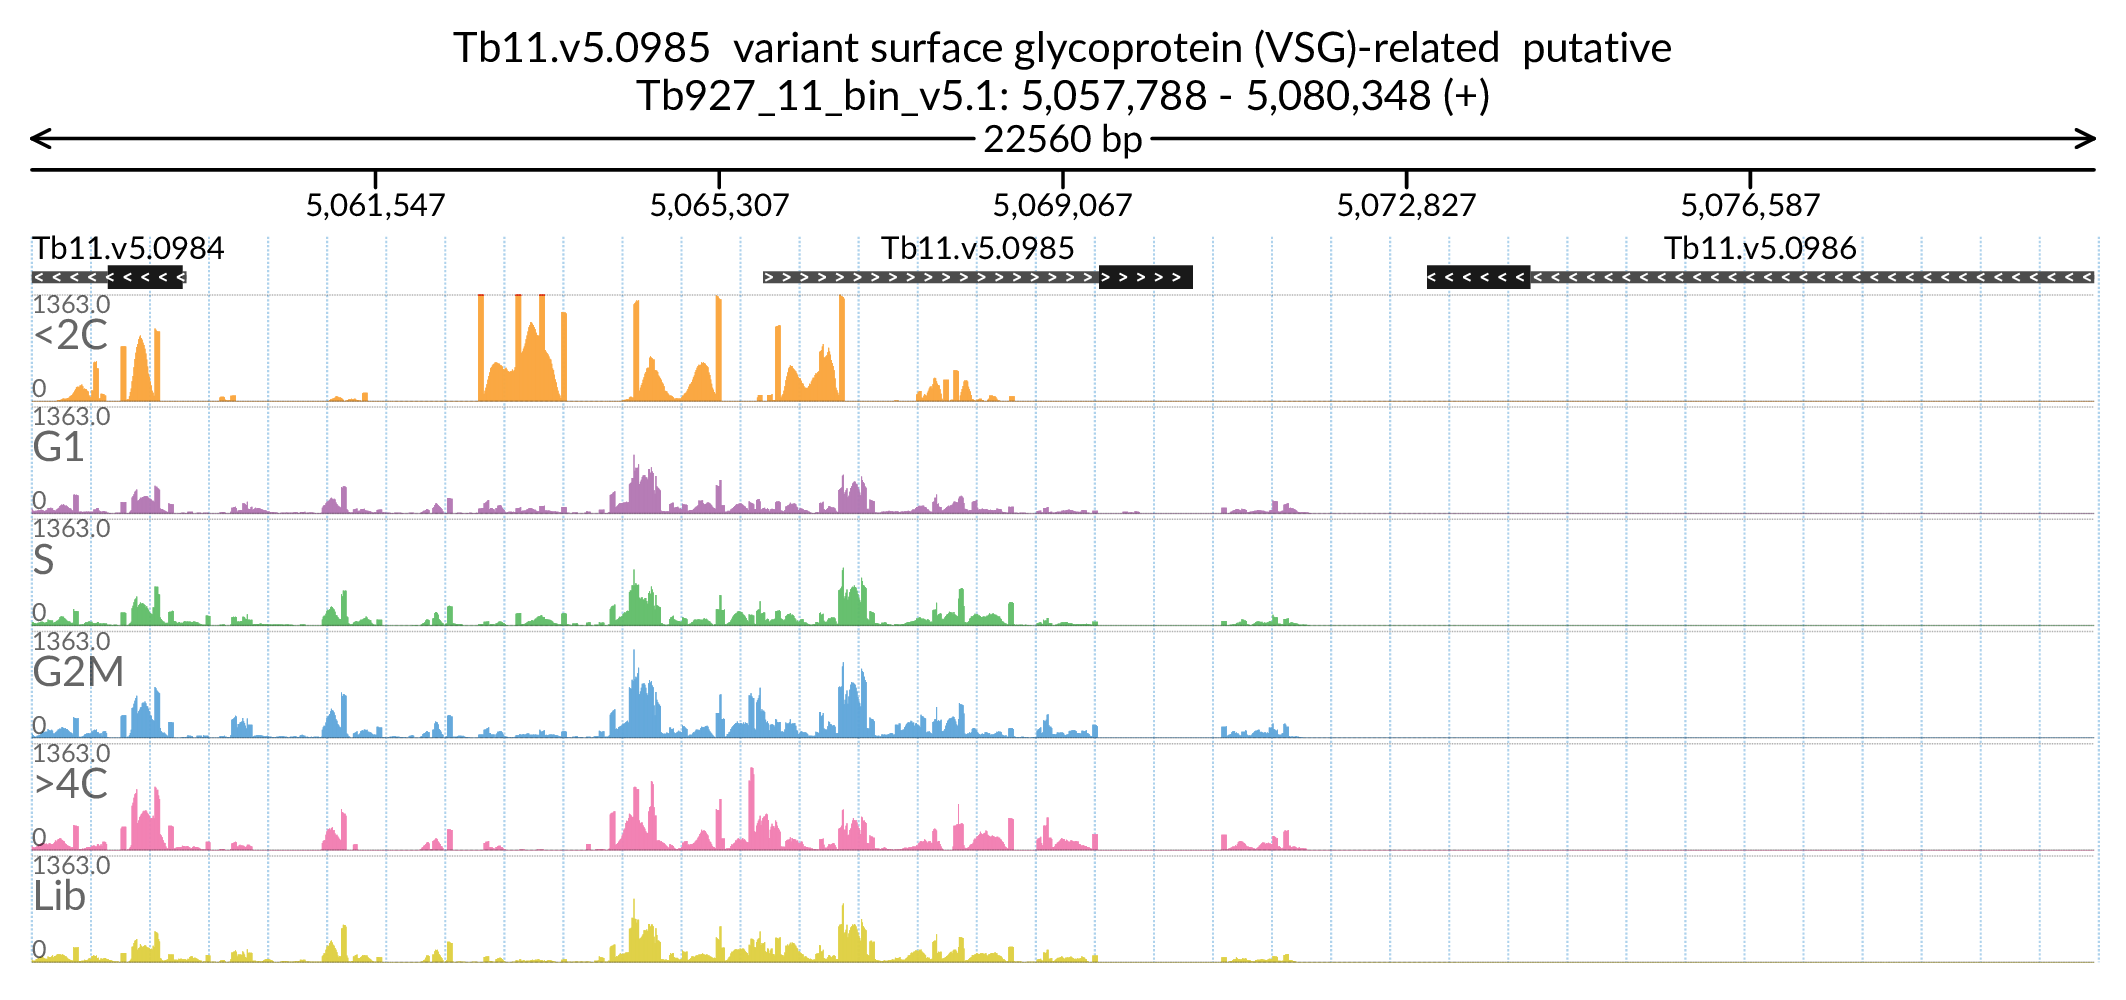 Tb11.v5.0985 variant surface glycoprotein (VSG)-related putative
Tb927_11_bin_v5.1: 5,057,788 - 5,080,348 (+)
22560 bp
5,061,547 5,065,307 5,069,067 5,072,827 5,076,587
Tb11.v5.0984 Tb11.v5.0985 Tb11.v5.0986
1363.0
<2C
0
1363.0
G1
0
1363.0
S
0
1363.0
G2M
0
1363.0
>4C
0
1363.0
Lib
0